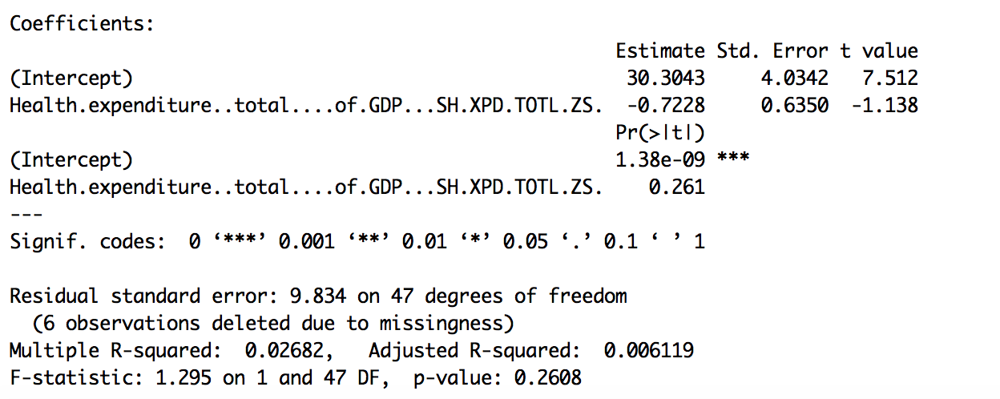 Coefficients:
Estimate Std. Error t value
(Intercept) 30.3043 4.0342 7.512
Health.expenditure..total....of.GDP...SH.XPD.TOTL.ZS. -0.7228 0.6350 -1.138
Pr(>|t|)
(Intercept) 1.38e-09 ***
Health.expenditure..total....of.GDP...SH.XPD.TOTL.ZS. 0.261
---
Signif. codes: 0 ‘***’ 0.001 ‘**’ 0.01 ‘*’ 0.05 ‘.’ 0.1 ‘ ’ 1
Residual standard error: 9.834 on 47 degrees of freedom
(6 observations deleted due to missingness)
Multiple R-squared: 0.02682, Adjusted R-squared: 0.006119
F-statistic: 1.295 on 1 and 47 DF, p-value: 0.2608